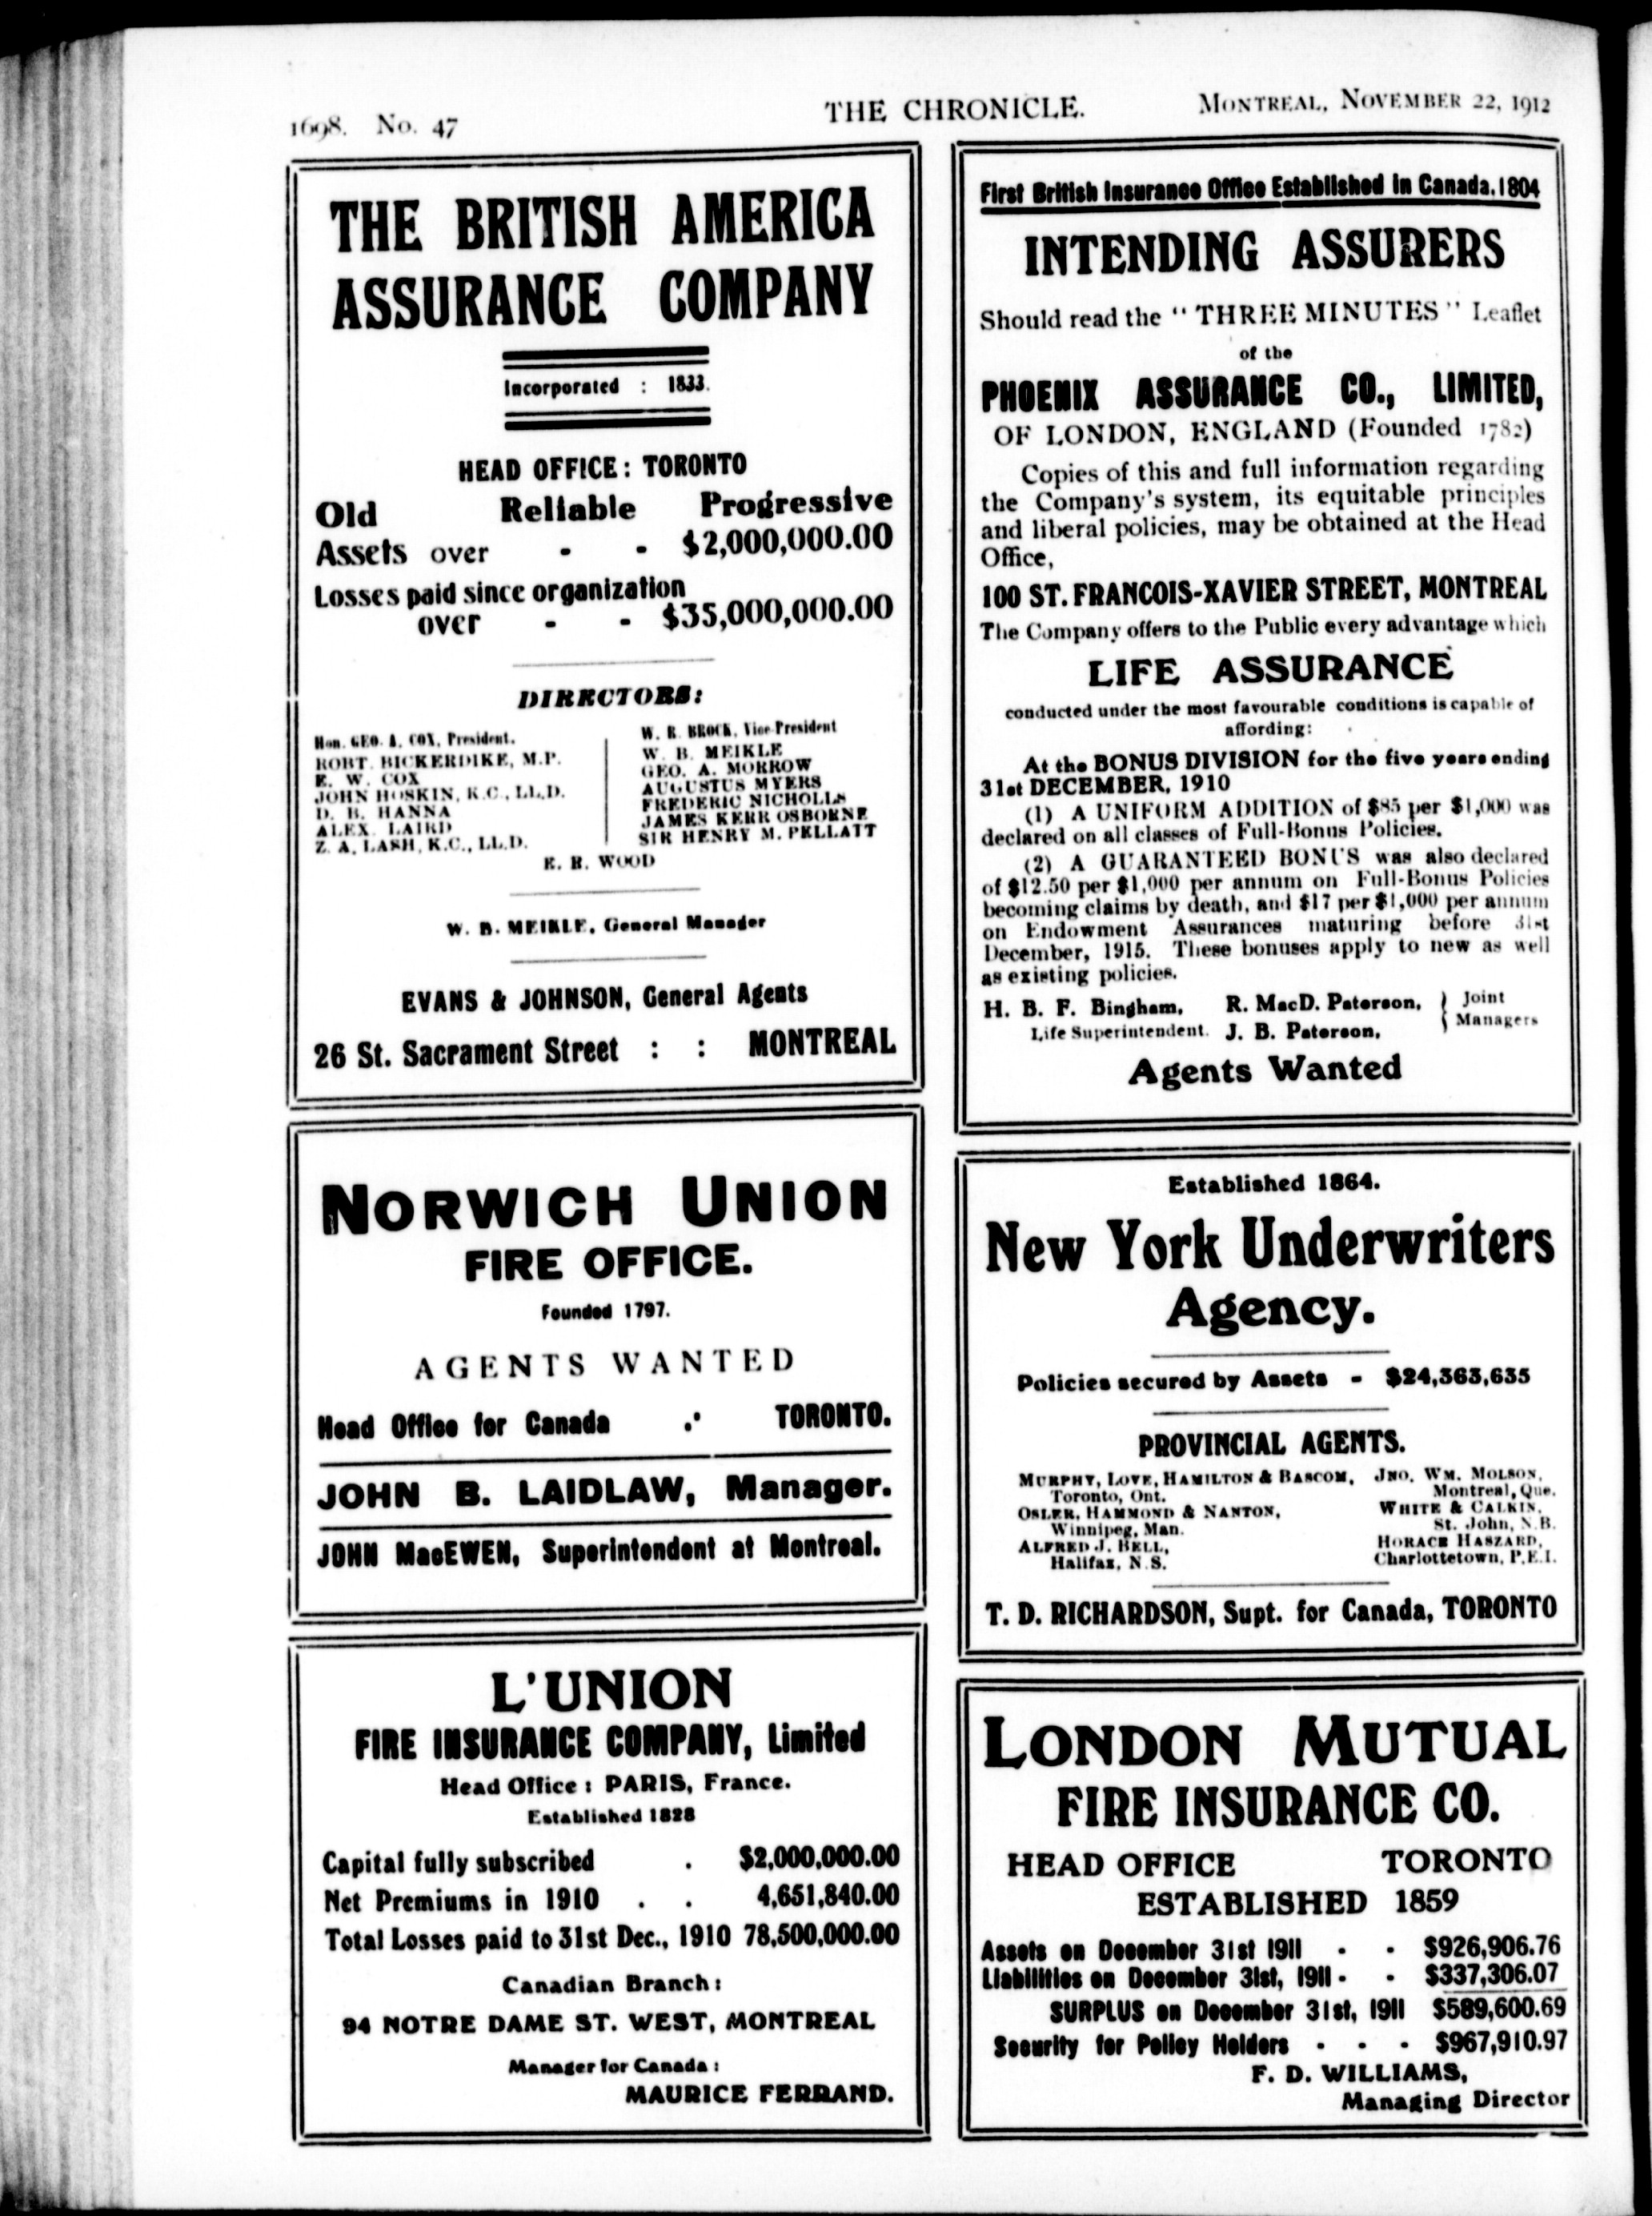 1698. No. 47
THE CHRONICLE.
MONTREAL, NOVEMBER 22, 1912
THE BRITISH AMERICA
ASSURANCE COMPANY
Incorporated : 1833.
HEAD OFFICE: TORONTO
Old Reliable Progressive
Assets over - - $2,000,000.00
Losses paid since organization
over - - $35,000,000.00
DIRECTORS:
Hon. GEO. A. COX, President.
ROBT. BICKERDIKE, M.P.
E. W. COX
JOHN HOSKIN, K.C., LL.D.
D. B. HANNA
ALEX. LAIRD
Z. A. LASH, K.C., LL.D.
W. R. BROCK, Vice-President
W. B. MEIKLE
GEO. A. MORROW
AUGUSTUS MYERS
FREDERIC NICHOLLS
JAMES KERR OSBORNE
SIR HENRY M. PELLATT
E. R. WOOD
W. B. MEIKLE, General Manager
EVANS & JOHNSON, General Agents
26 St. Sacrament Street : : MONTREAL
NORWICH UNION
FIRE OFFICE.
Founded 1797.
AGENTS WANTED
Head Office for Canada .· TORONTO.
JOHN B. LAIDLAW, Manager.
JOHN MacEWEN, Superintendent at Montreal.
L'UNION
FIRE INSURANCE COMPANY, Limited
Head Office : PARIS, France.
Established 1828
Capital fully subscribed . $2,000,000.00
Net Premiums in 1910 . . 4,651,840.00
Total Losses paid to 31st Dec., 1910 78,500,000.00
Canadian Branch :
94 NOTRE DAME ST. WEST, MONTREAL
Manager for Canada :
MAURICE FERRAND.
First British Insurance Office Established in Canada, 1804
INTENDING ASSURERS
Should read the "THREE MINUTES" Leaflet
of the
PHOENIX ASSURANCE CO., LIMITED,
OF LONDON, ENGLAND (Founded 1782)
Copies of this and full information regarding
the Company's system, its equitable principles
and liberal policies, may be obtained at the Head
Office,
100 ST. FRANCOIS-XAVIER STREET, MONTREAL
The Company offers to the Public every advantage which
LIFE ASSURANCE
conducted under the most favourable conditions is capable of
affording:
At the BONUS DIVISION for the five years ending
31st DECEMBER, 1910
(1) A UNIFORM ADDITION of $85 per $1,000 was
declared on all classes of Full-Bonus Policies.
(2) A GUARANTEED BONUS was also declared
of $12.50 per $1,000 per annum on Full-Bonus Policies
becoming claims by death, and $17 per $1,000 per annum
on Endowment Assurances maturing before 31st
December, 1915. These bonuses apply to new as well
as existing policies.
H. B. F. Bingham, R. MacD. Paterson, } Joint
Life Superintendent. J. B. Paterson, } Managers
Agents Wanted
Established 1864.
New York Underwriters
Agency.
Policies secured by Assets - $24,363,635
PROVINCIAL AGENTS.
MURPHY, LOVE, HAMILTON & BASCOM,
Toronto, Ont.
OSLER, HAMMOND & NANTON,
Winnipeg, Man.
ALFRED J. BELL,
Halifax, N.S.
JNO. WM. MOLSON,
Montreal, Que.
WHITE & CALKIN,
St. John, N.B.
HORACE HASZARD,
Charlottetown, P.E.I.
T. D. RICHARDSON, Supt. for Canada, TORONTO
LONDON MUTUAL
FIRE INSURANCE CO.
HEAD OFFICE TORONTO
ESTABLISHED 1859
Assets on December 31st 1911 - - $926,906.76
Liabilities on December 31st, 1911 - - $337,306.07
SURPLUS on December 31st, 1911 $589,600.69
Security for Policy Holders - - - $967,910.97
F. D. WILLIAMS,
Managing Director